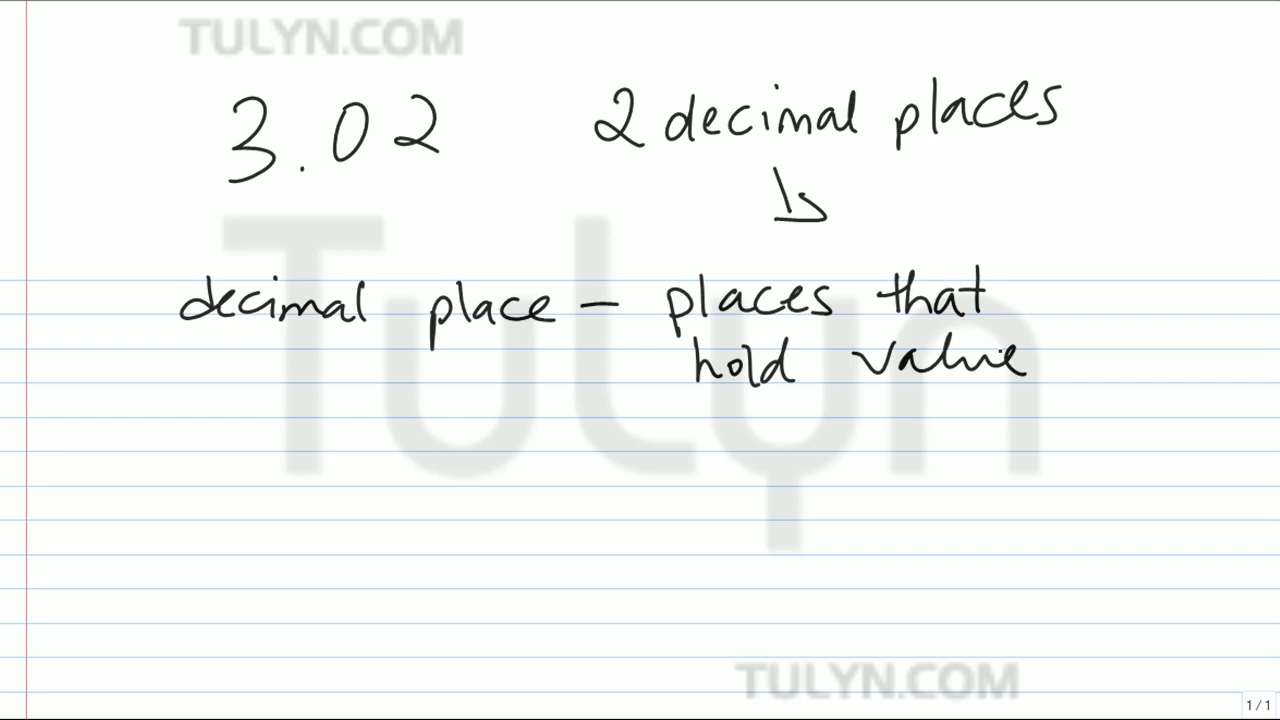 TULYN.COM
3.02 2 decimal places
decimal place – places that
hold value
Tulyn
TULYN.COM
1/1